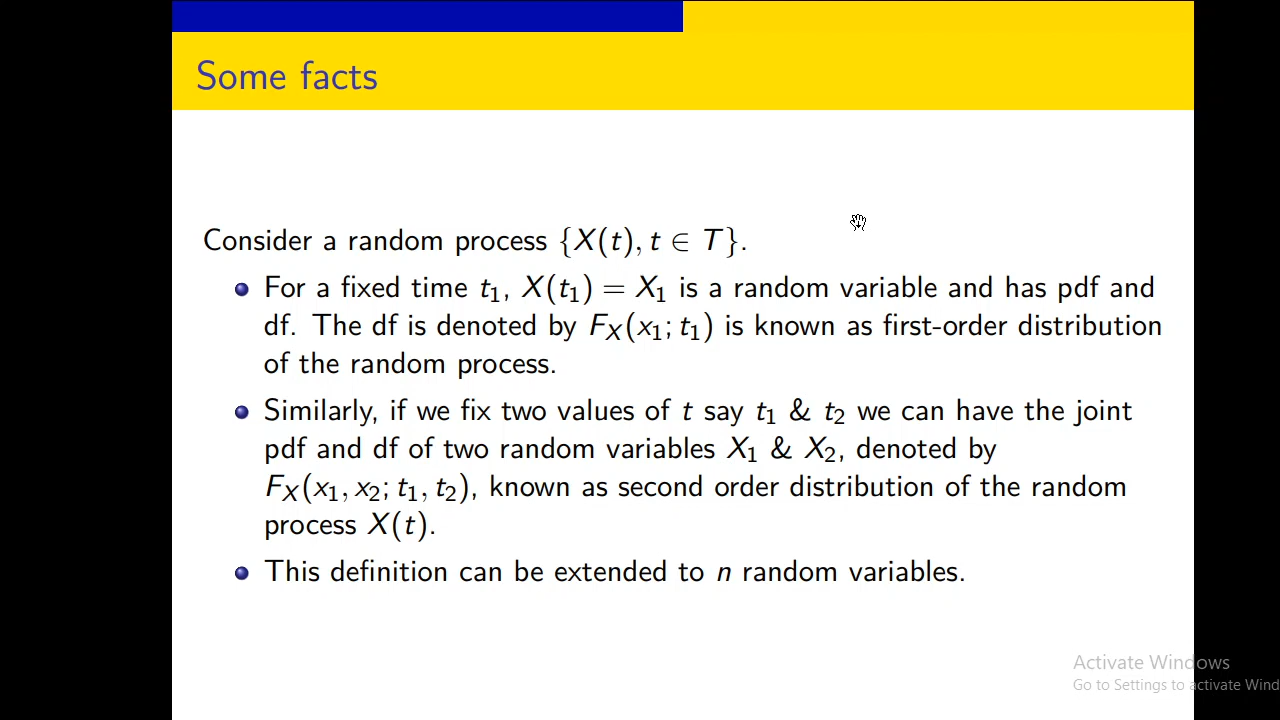 Some facts
Consider a random process {X(t), t ∈ T}.
For a fixed time t₁, X(t₁) = X₁ is a random variable and has pdf and
df. The df is denoted by F_X(x₁; t₁) is known as first-order distribution
of the random process.
Similarly, if we fix two values of t say t₁ & t₂ we can have the joint
pdf and df of two random variables X₁ & X₂, denoted by
F_X(x₁, x₂; t₁, t₂), known as second order distribution of the random
process X(t).
This definition can be extended to n random variables.
Activate Windows
Go to Settings to activate Wind